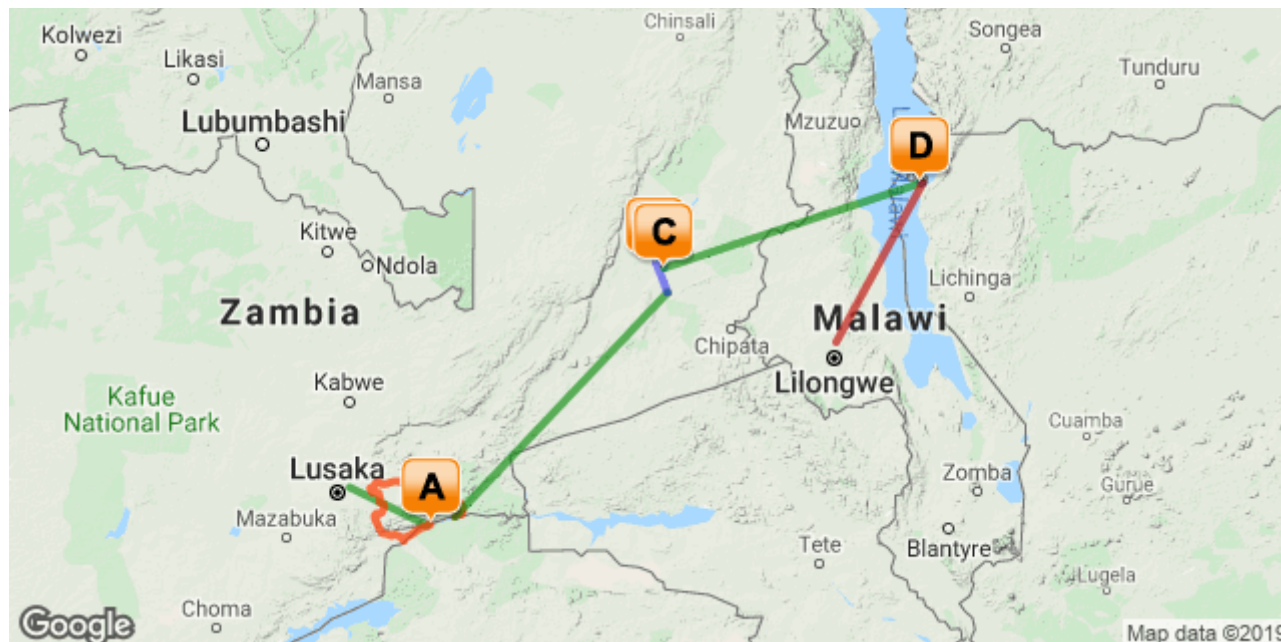 Chinsali
Songea
Kolwezi
Likasi
Tunduru
Mansa
Mzuzuo
Lubumbashi
D
C
Kitwe
Ndola
Lichinga
Zambia
Malawi
Chipata
Lilongwe
Kabwe
Kafue
National Park
Cuamba
Lusaka
A
Zomba
Gurue
Mazabuka
Tete
Blantyre
Lugela
Choma
Google
Map data ©2019